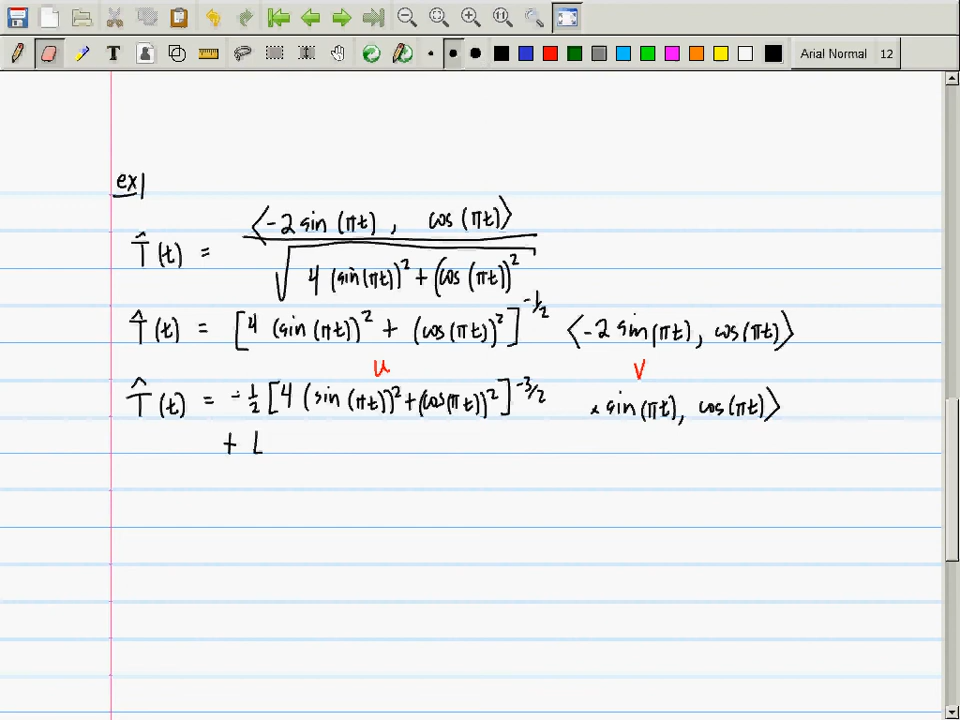 T
Arial Normal 12
ex1
T̂(t) = <-2 sin(πt), cos(πt)> / √(4(sin(πt))² + (cos(πt))²)
T̂(t) = [4 (sin(πt))² + (cos(πt))²]^(-1/2) <-2 sin(πt), cos(πt)>
u v
T̂(t) = -1/2 [4 (sin(πt))² + (cos(πt))²]^(-3/2) sin(πt), cos(πt)>
+ [